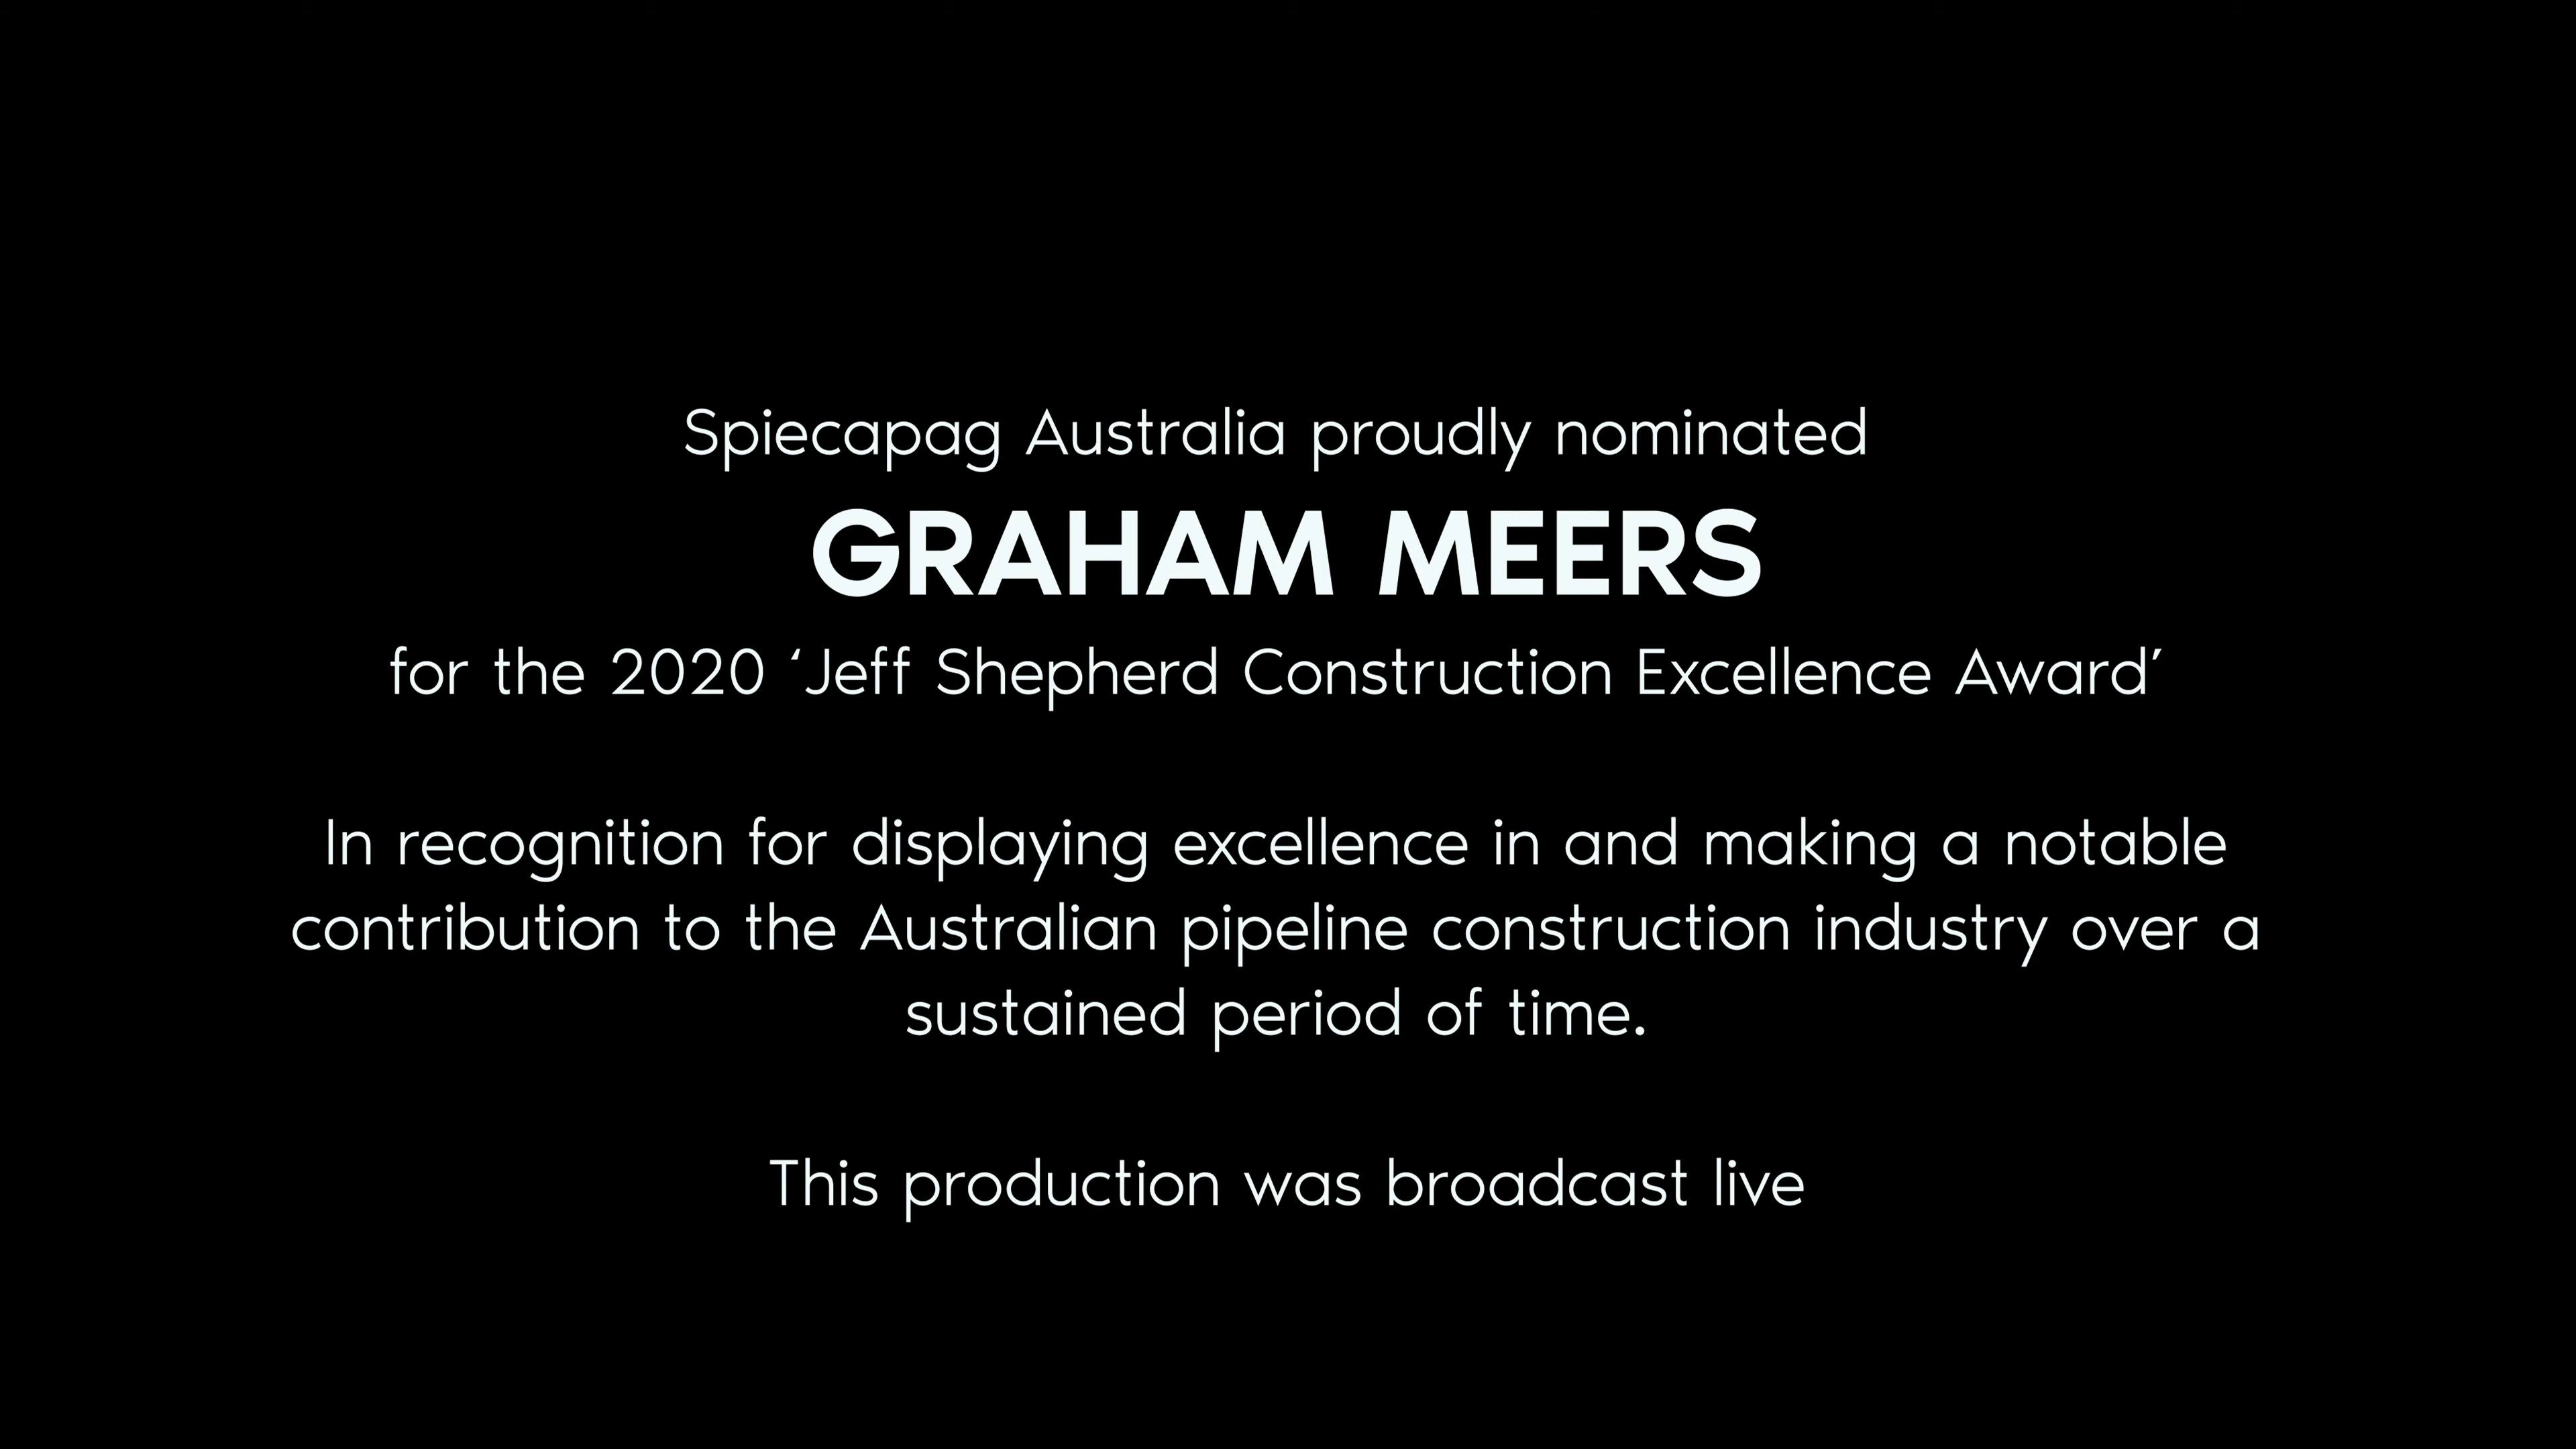 Spiecapag Australia proudly nominated
GRAHAM MEERS
for the 2020 ‘Jeff Shepherd Construction Excellence Award’
In recognition for displaying excellence in and making a notable
contribution to the Australian pipeline construction industry over a
sustained period of time.
This production was broadcast live